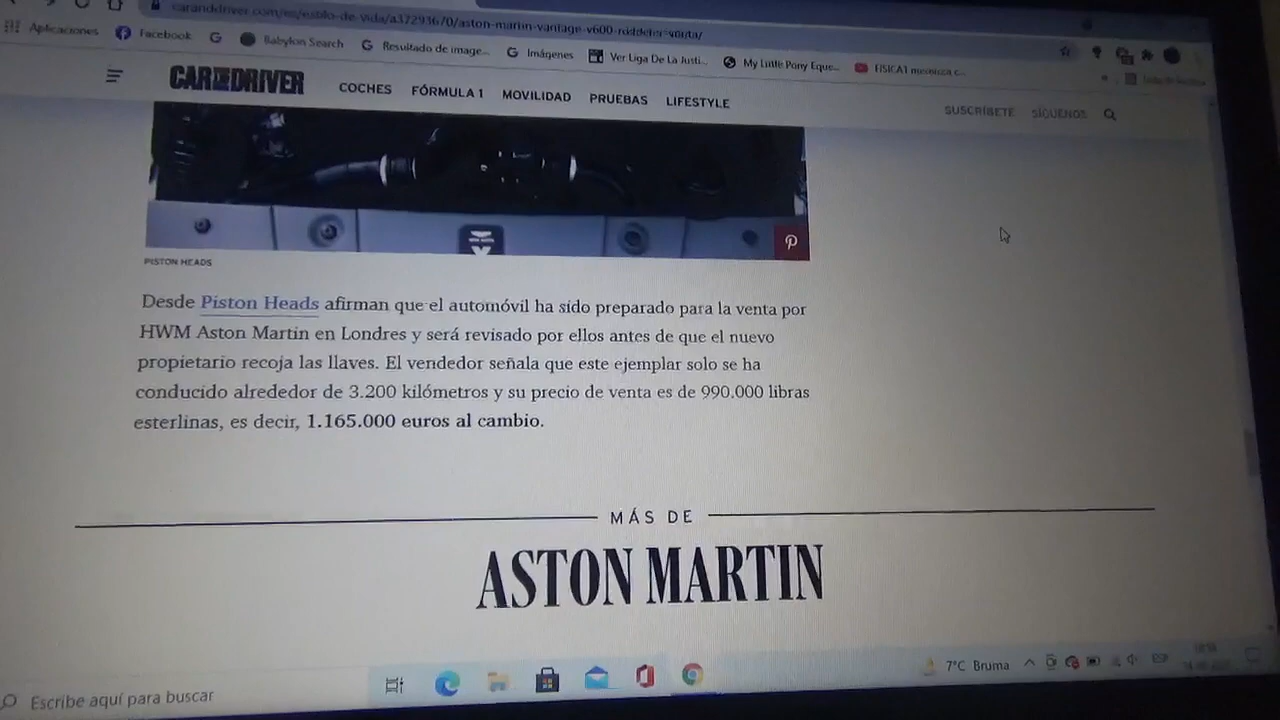 Aplicaciones Facebook Babylon Search Resultado de image... Imágenes Ver Liga De La Justi... My Little Pony Eque...
CAR AND DRIVER COCHES FÓRMULA 1 MOVILIDAD PRUEBAS LIFESTYLE SUSCRÍBETE SÍGUENOS
PISTON HEADS
Desde Piston Heads afirman que el automóvil ha sido preparado para la venta por
HWM Aston Martin en Londres y será revisado por ellos antes de que el nuevo
propietario recoja las llaves. El vendedor señala que este ejemplar solo se ha
conducido alrededor de 3.200 kilómetros y su precio de venta es de 990.000 libras
esterlinas, es decir, 1.165.000 euros al cambio.
MÁS DE
ASTON MARTIN
Escribe aquí para buscar 7°C Bruma